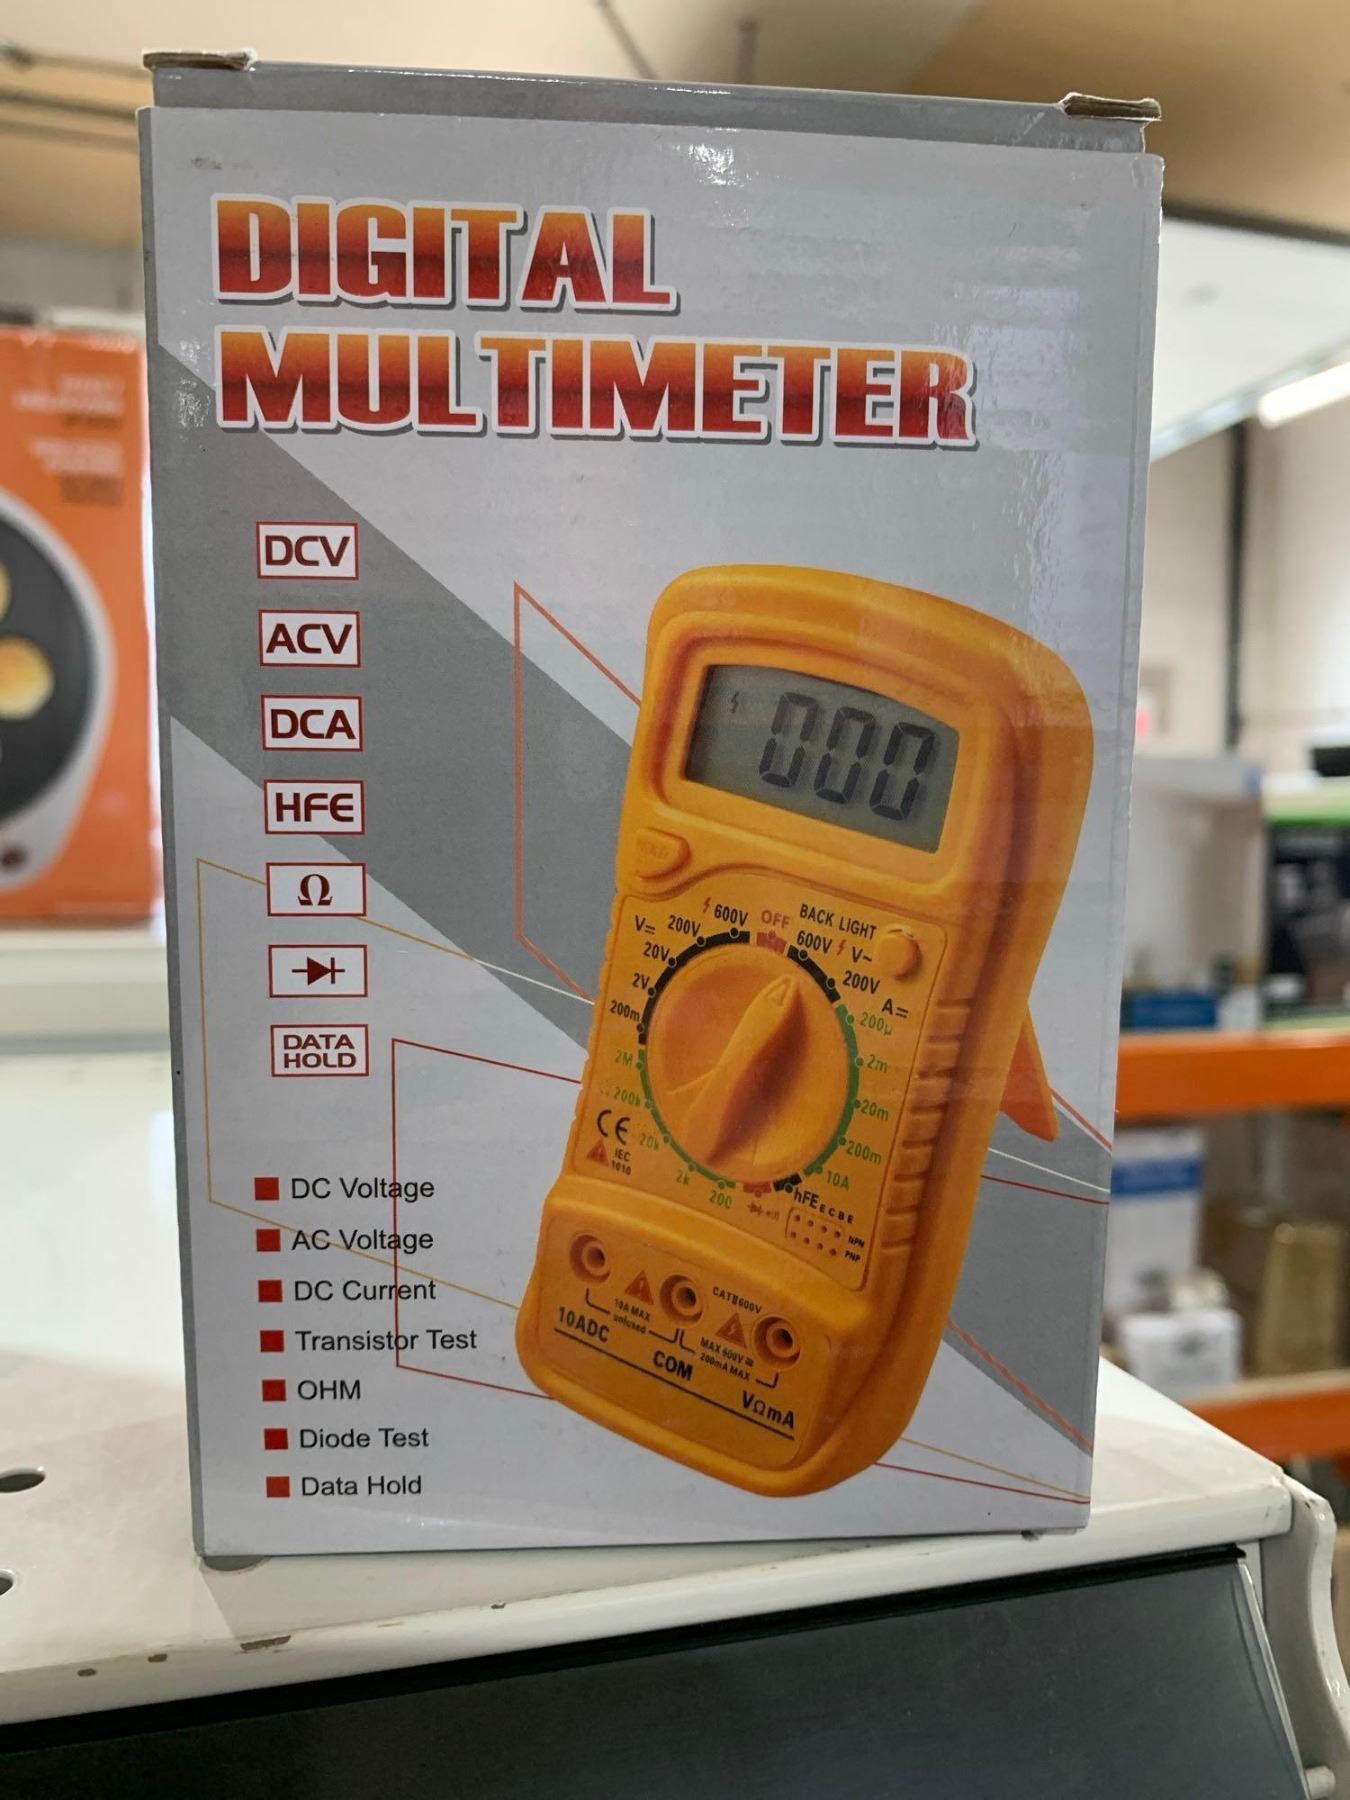 DIGITAL
MULTIMETER
DCV
ACV
DCA
HFE
Ω
DATA
HOLD
DC Voltage
AC Voltage
DC Current
Transistor Test
OHM
Diode Test
Data Hold
000
OFF
BACK LIGHT
600V
200V
V=
20V
2V
200m
2M
Ω 200k
20k
2k
200
600V
V~
200V
A=
200µ
2m
20m
200m
10A
hFE
E C B E
NPN
PNP
CE
IEC
1010
10A MAX
unfused
CATⅡ600V
MAX 600V
200mA MAX
10ADC
COM
VΩmA